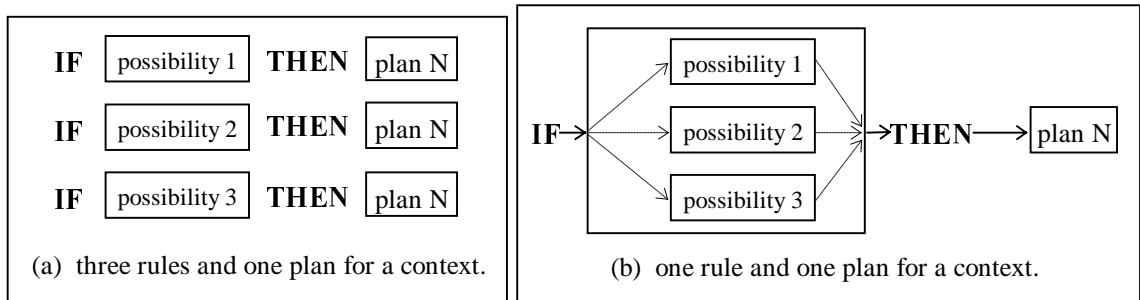 IF possibility 1 THEN plan N
IF possibility 2 THEN plan N
IF possibility 3 THEN plan N
(a) three rules and one plan for a context.
possibility 1
IF possibility 2 THEN plan N
possibility 3
(b) one rule and one plan for a context.